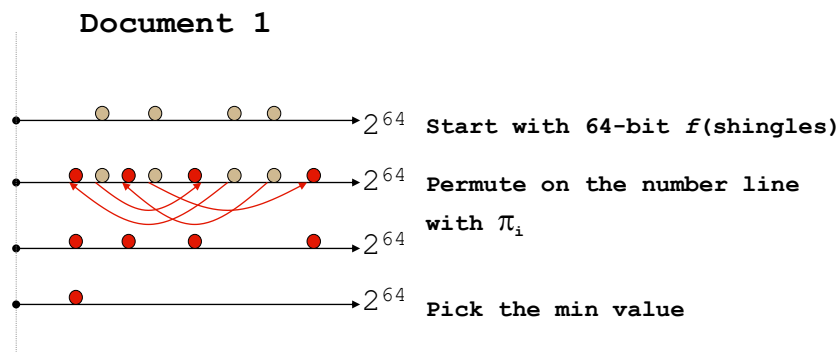 Document 1
2^64 Start with 64-bit f(shingles)
2^64 Permute on the number line
with π_i
2^64
2^64 Pick the min value